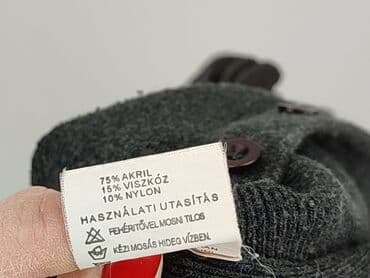 75% AKRIL
15% VISZKÓZ
10% NYLON
HASZNÁLATI UTASÍTÁS
FEHÉRÍTŐVEL MOSNI TILOS
KÉZI MOSÁS HIDEG VÍZBEN.